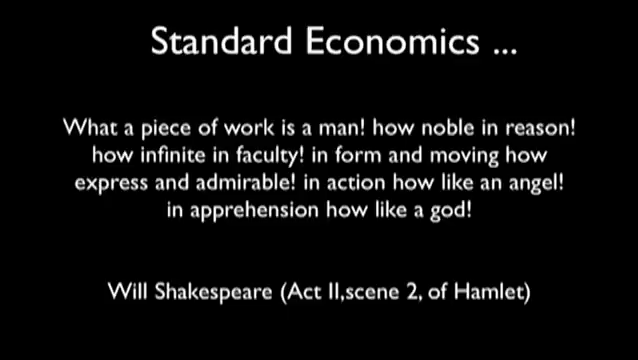 Standard Economics ...
What a piece of work is a man! how noble in reason!
how infinite in faculty! in form and moving how
express and admirable! in action how like an angel!
in apprehension how like a god!
Will Shakespeare (Act II,scene 2, of Hamlet)